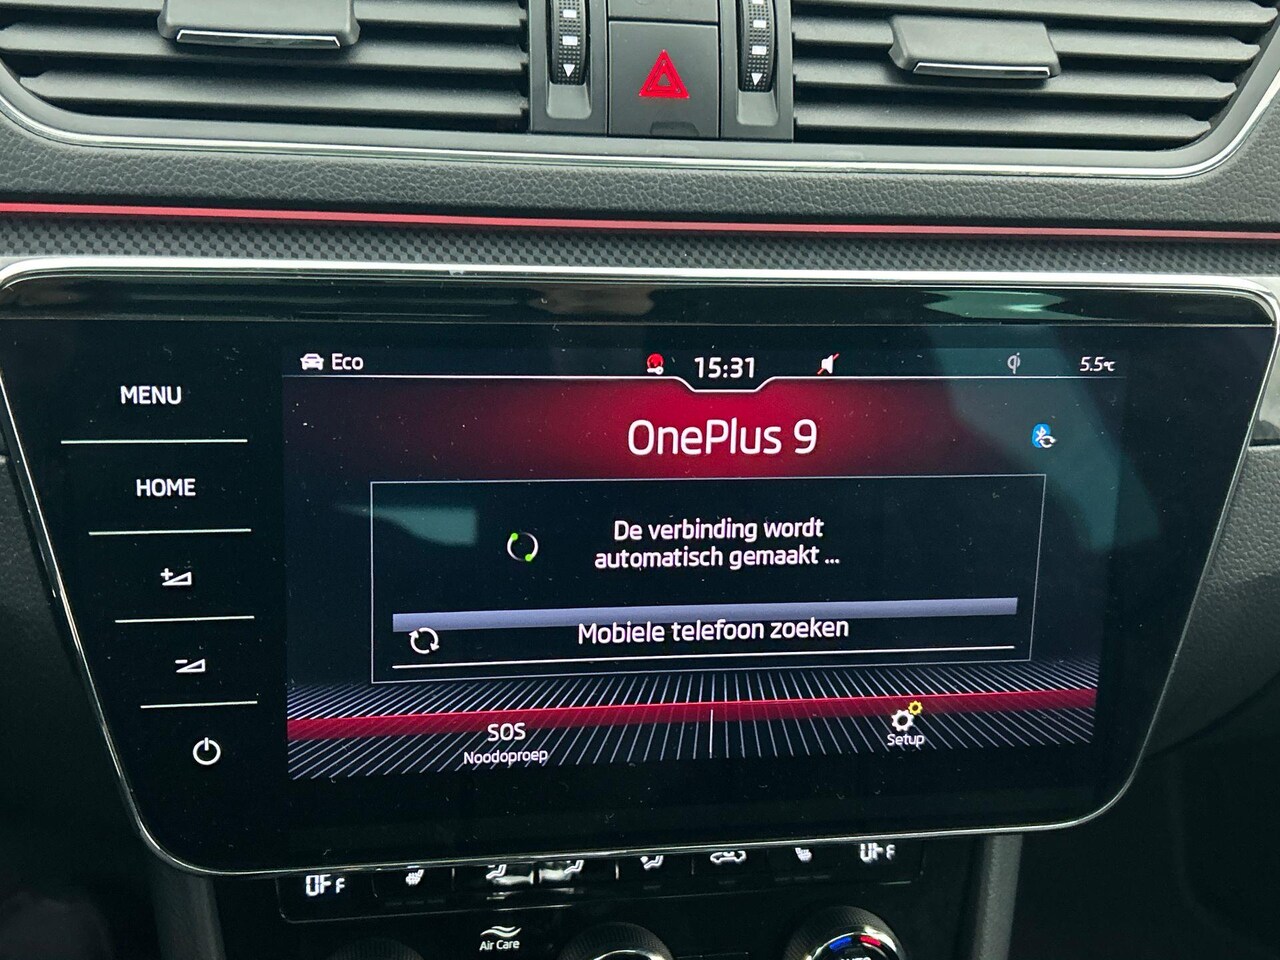 Eco
15:31
5.5°C
MENU
OnePlus 9
HOME
De verbinding wordt
automatisch gemaakt ...
Mobiele telefoon zoeken
SOS
Noodoproep
Setup
OFF
OFF
Air Care
AUTO